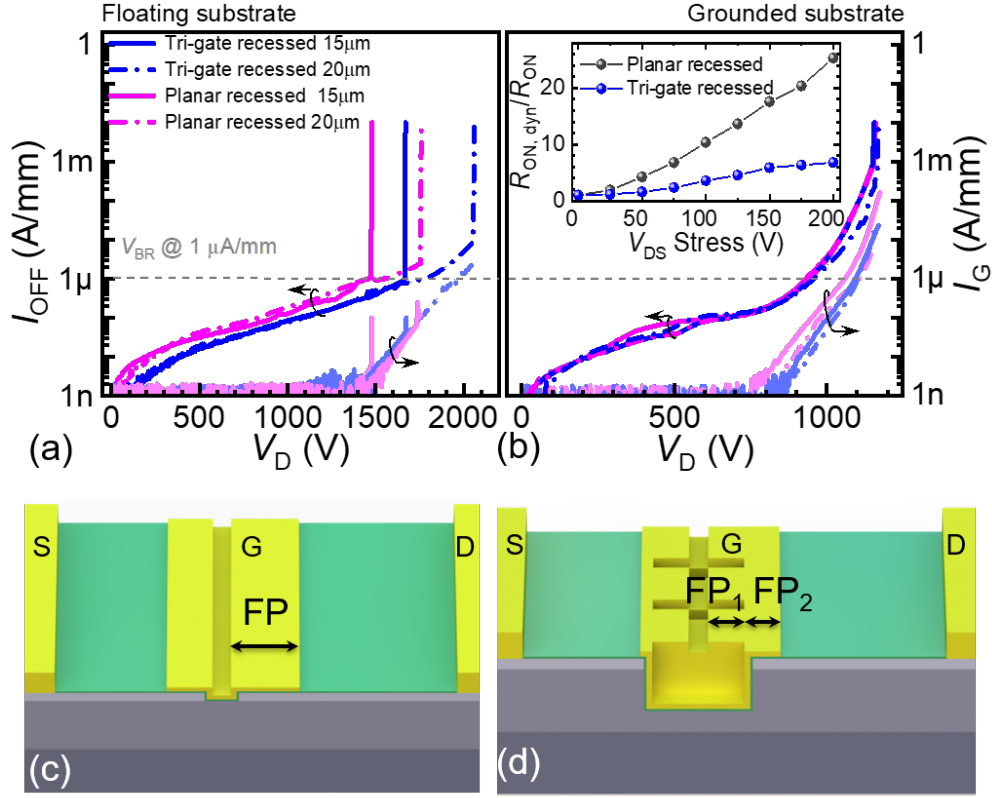 Floating substrate
Grounded substrate
1
Tri-gate recessed 15μm
Tri-gate recessed 20μm
Planar recessed 15μm
Planar recessed 20μm
1m
1μ
1n
I_OFF (A/mm)
V_BR @ 1 μA/mm
0 500 1000 1500 2000
(a)
V_D (V)
Planar recessed
Tri-gate recessed
20
10
0
R_ON, dyn/R_ON
0 50 100 150 200
V_DS Stress (V)
1
1m
1μ
1n
I_G (A/mm)
0 500 1000
(b)
V_D (V)
S
G
D
FP
(c)
S
G
D
FP₁ FP₂
(d)